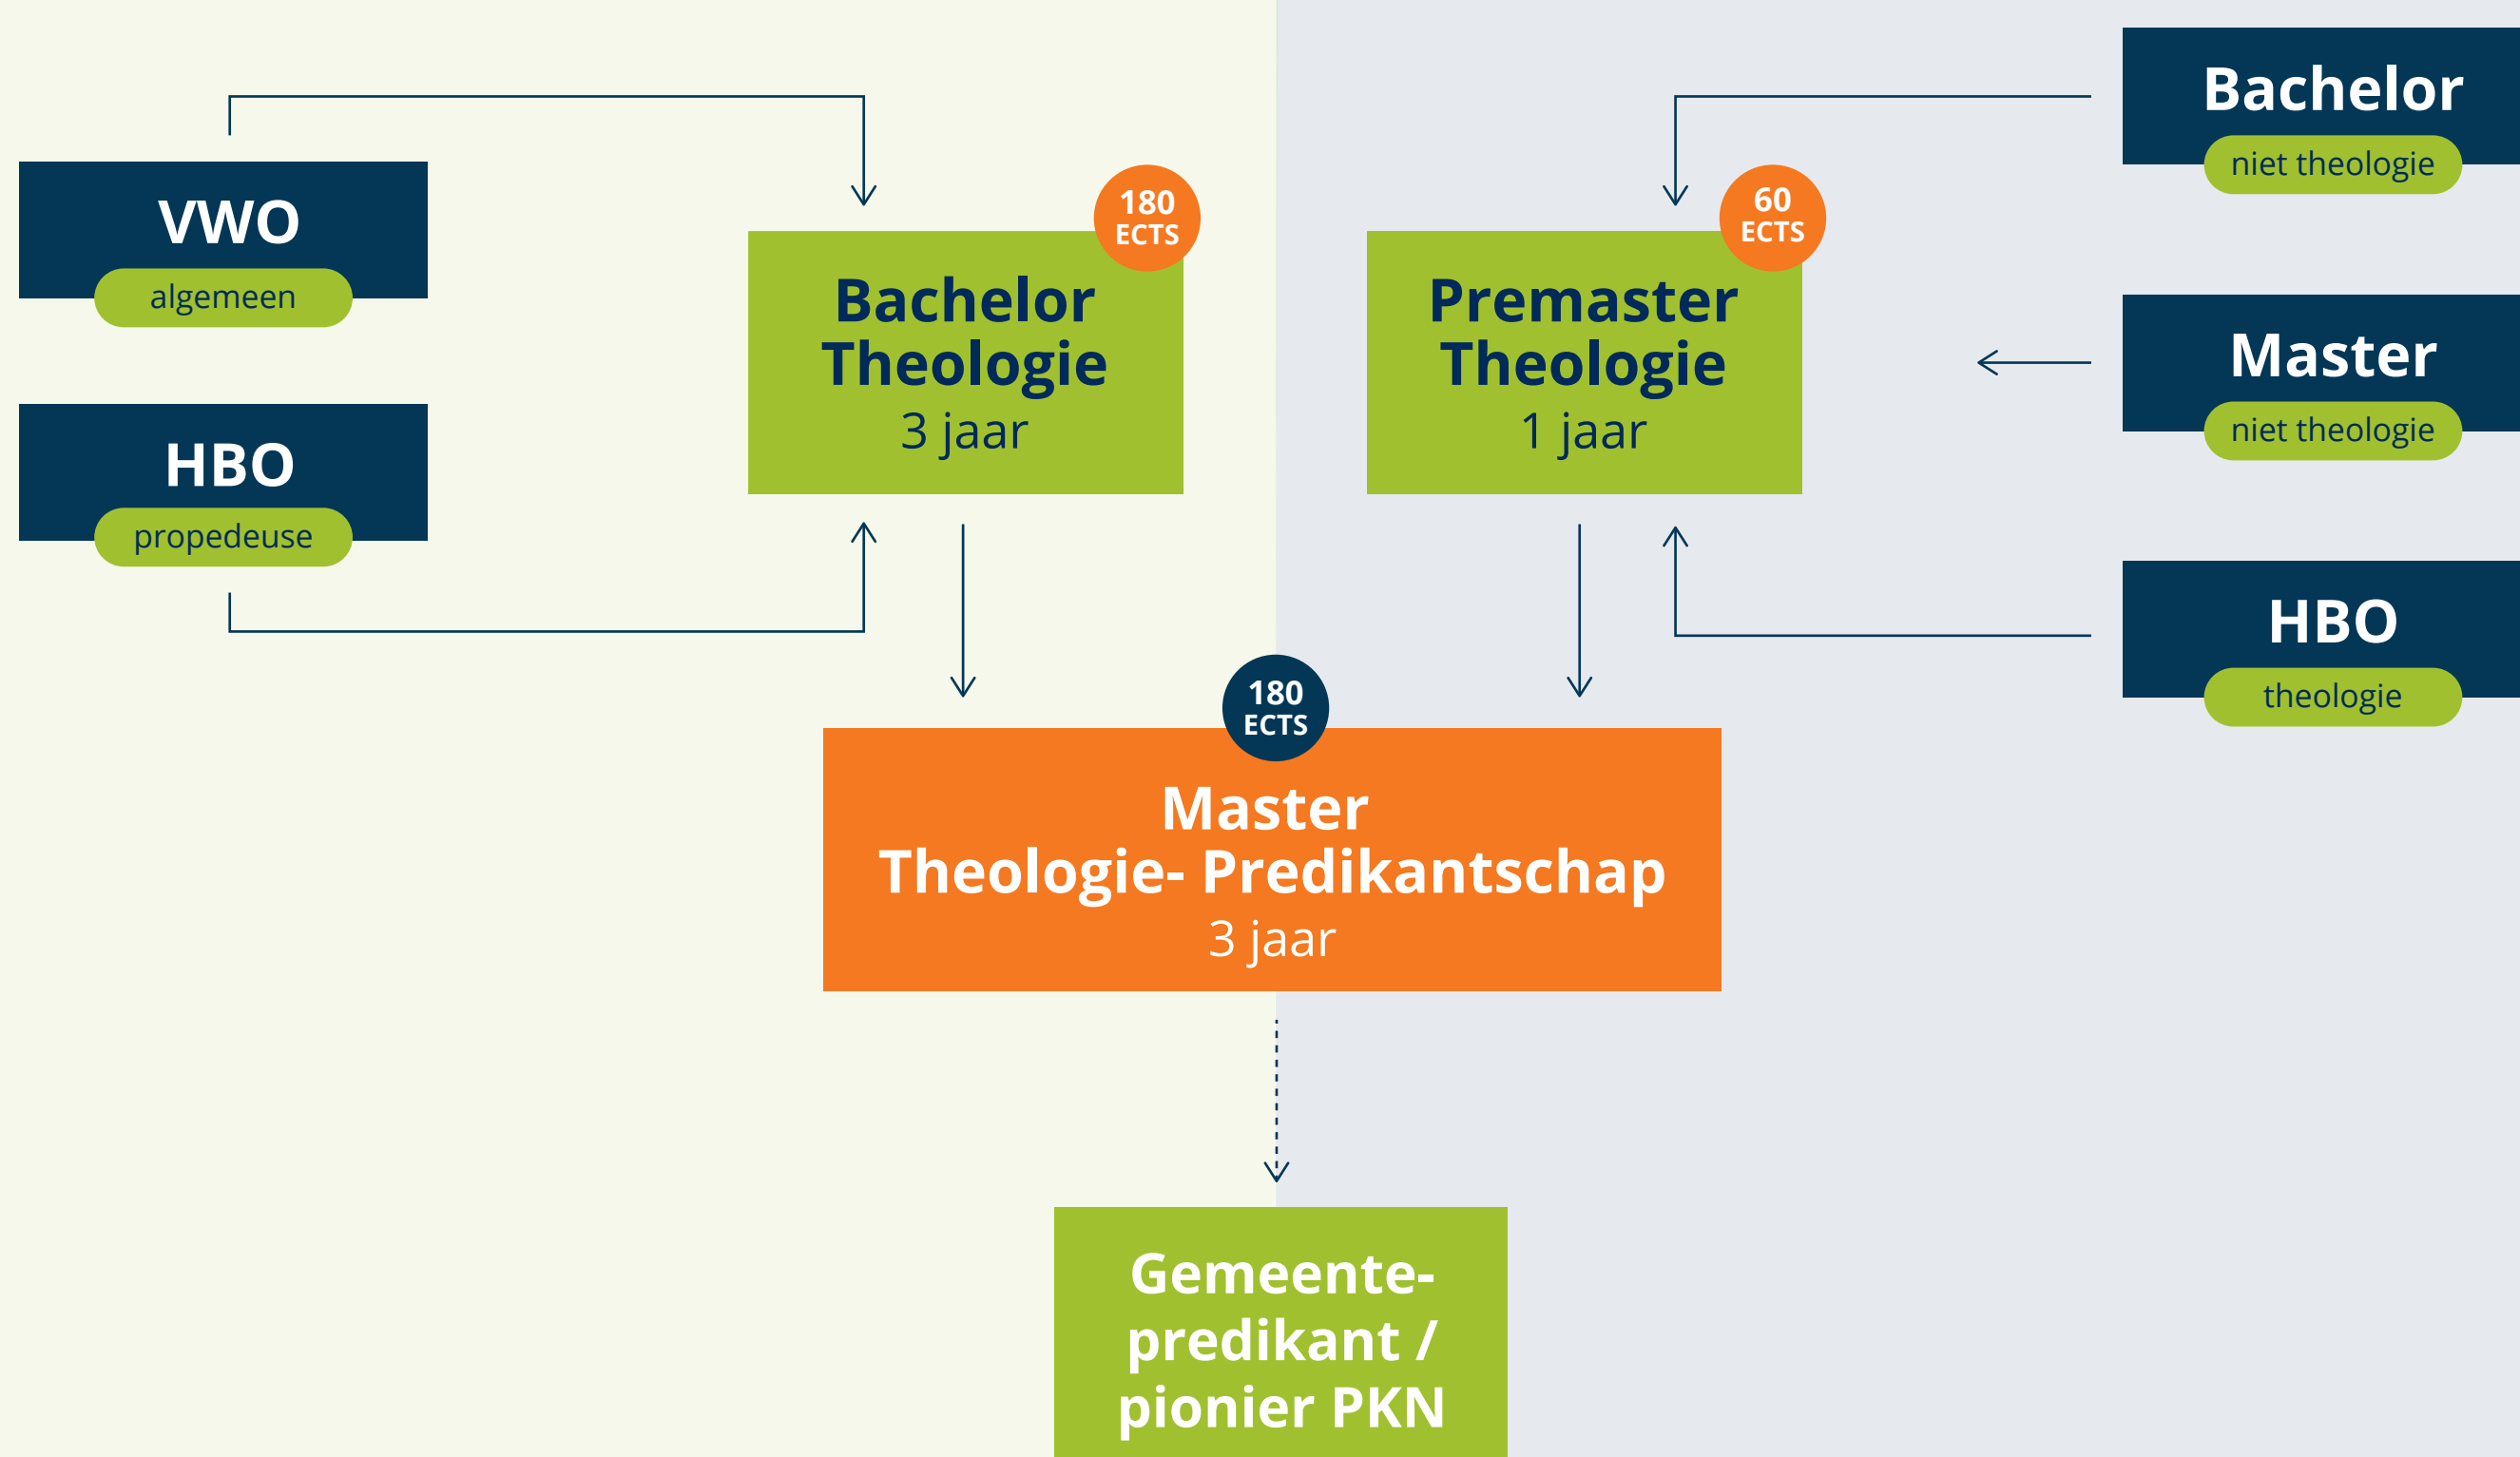 VWO
algemeen
HBO
propedeuse
180
ECTS
Bachelor
Theologie
3 jaar
60
ECTS
Premaster
Theologie
1 jaar
Bachelor
niet theologie
Master
niet theologie
HBO
theologie
180
ECTS
Master
Theologie- Predikantschap
3 jaar
Gemeente-
predikant /
pionier PKN